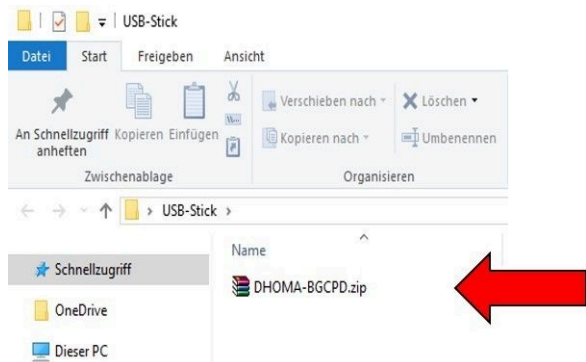 USB-Stick
Datei Start Freigeben Ansicht
An Schnellzugriff anheften Kopieren Einfügen
Verschieben nach Löschen
Kopieren nach Umbenennen
Zwischenablage Organisieren
USB-Stick
Name
Schnellzugriff
DHOMA-BGCPD.zip
OneDrive
Dieser PC